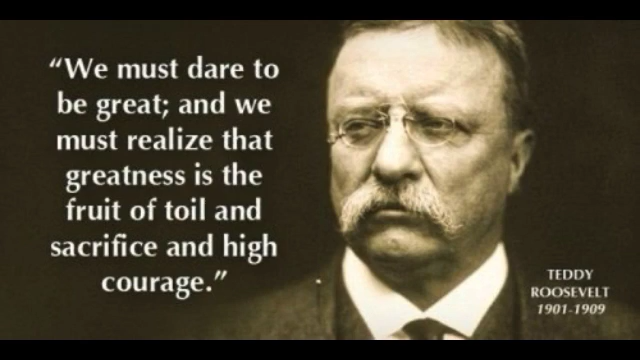 “We must dare to
be great; and we
must realize that
greatness is the
fruit of toil and
sacrifice and high
courage.”
TEDDY
ROOSEVELT
1901-1909